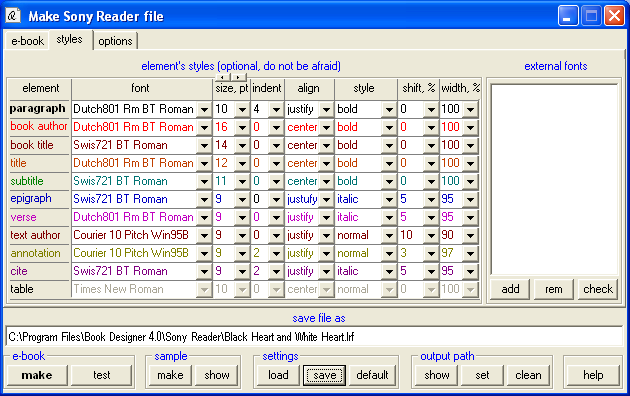 Make Sony Reader file
e-book styles options
element's styles (optional, do not be afraid) external fonts
element font size, pt indent align style shift, % width, %
paragraph Dutch801 Rm BT Roman 10 4 justify bold 0 100
book author Dutch801 Rm BT Roman 16 0 center bold 0 100
book title Swis721 BT Roman 14 0 center bold 0 100
title Dutch801 Rm BT Roman 12 0 center bold 0 100
subtitle Swis721 BT Roman 11 0 center bold 0 100
epigraph Swis721 BT Roman 9 0 justufy italic 5 95
verse Dutch801 Rm BT Roman 9 0 justify italic 5 95
text author Courier 10 Pitch Win95B 9 0 justify normal 10 90
annotation Courier 10 Pitch Win95B 9 2 justify normal 3 97
cite Swis721 BT Roman 9 2 justify italic 5 95
table Times New Roman 10 0 justify normal 0 100
add rem check
save file as
C:\Program Files\Book Designer 4.0\Sony Reader\Black Heart and White Heart.lrf
e-book sample settings output path
make test make show load save default show set clean help